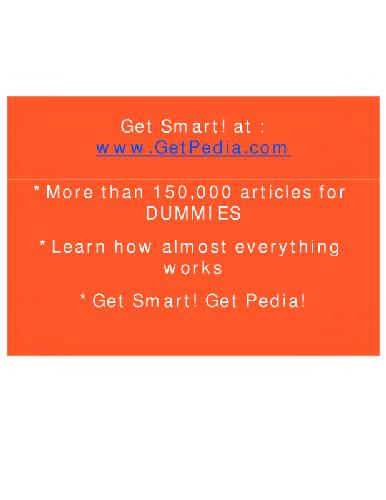 Get Smart! at :
www.GetPedia.com
* More than 150,000 articles for
DUMMIES
* Learn how almost everything
works
* Get Smart! Get Pedia!